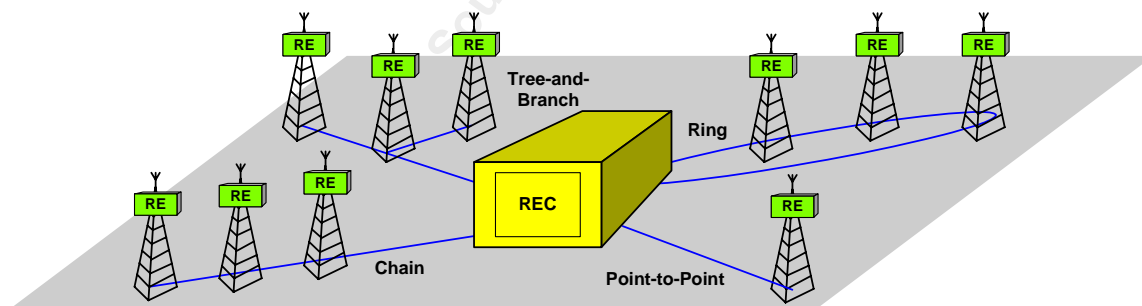 RE
RE
RE
RE
RE
RE
Tree-and-
Branch
Ring
RE
RE
RE
RE
REC
Chain
Point-to-Point